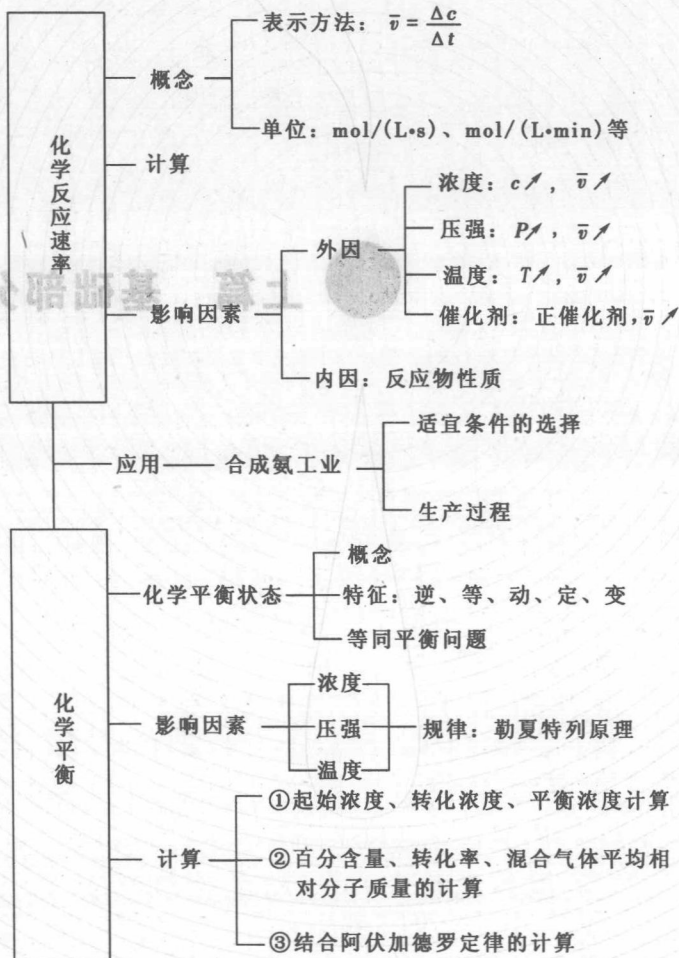 表示方法：v̄ = Δc/Δt
概念
单位：mol/(L•s)、mol/(L•min)等
化学反应速率
计算
浓度：c↗，v̄↗
压强：P↗，v̄↗
外因
温度：T↗，v̄↗
催化剂：正催化剂，v̄↗
影响因素
内因：反应物性质
上篇 基础部分
适宜条件的选择
应用
合成氨工业
生产过程
概念
化学平衡状态
特征：逆、等、动、定、变
等同平衡问题
化学平衡
浓度
影响因素
压强
规律：勒夏特列原理
温度
①起始浓度、转化浓度、平衡浓度计算
计算
②百分含量、转化率、混合气体平均相
对分子质量的计算
③结合阿伏加德罗定律的计算